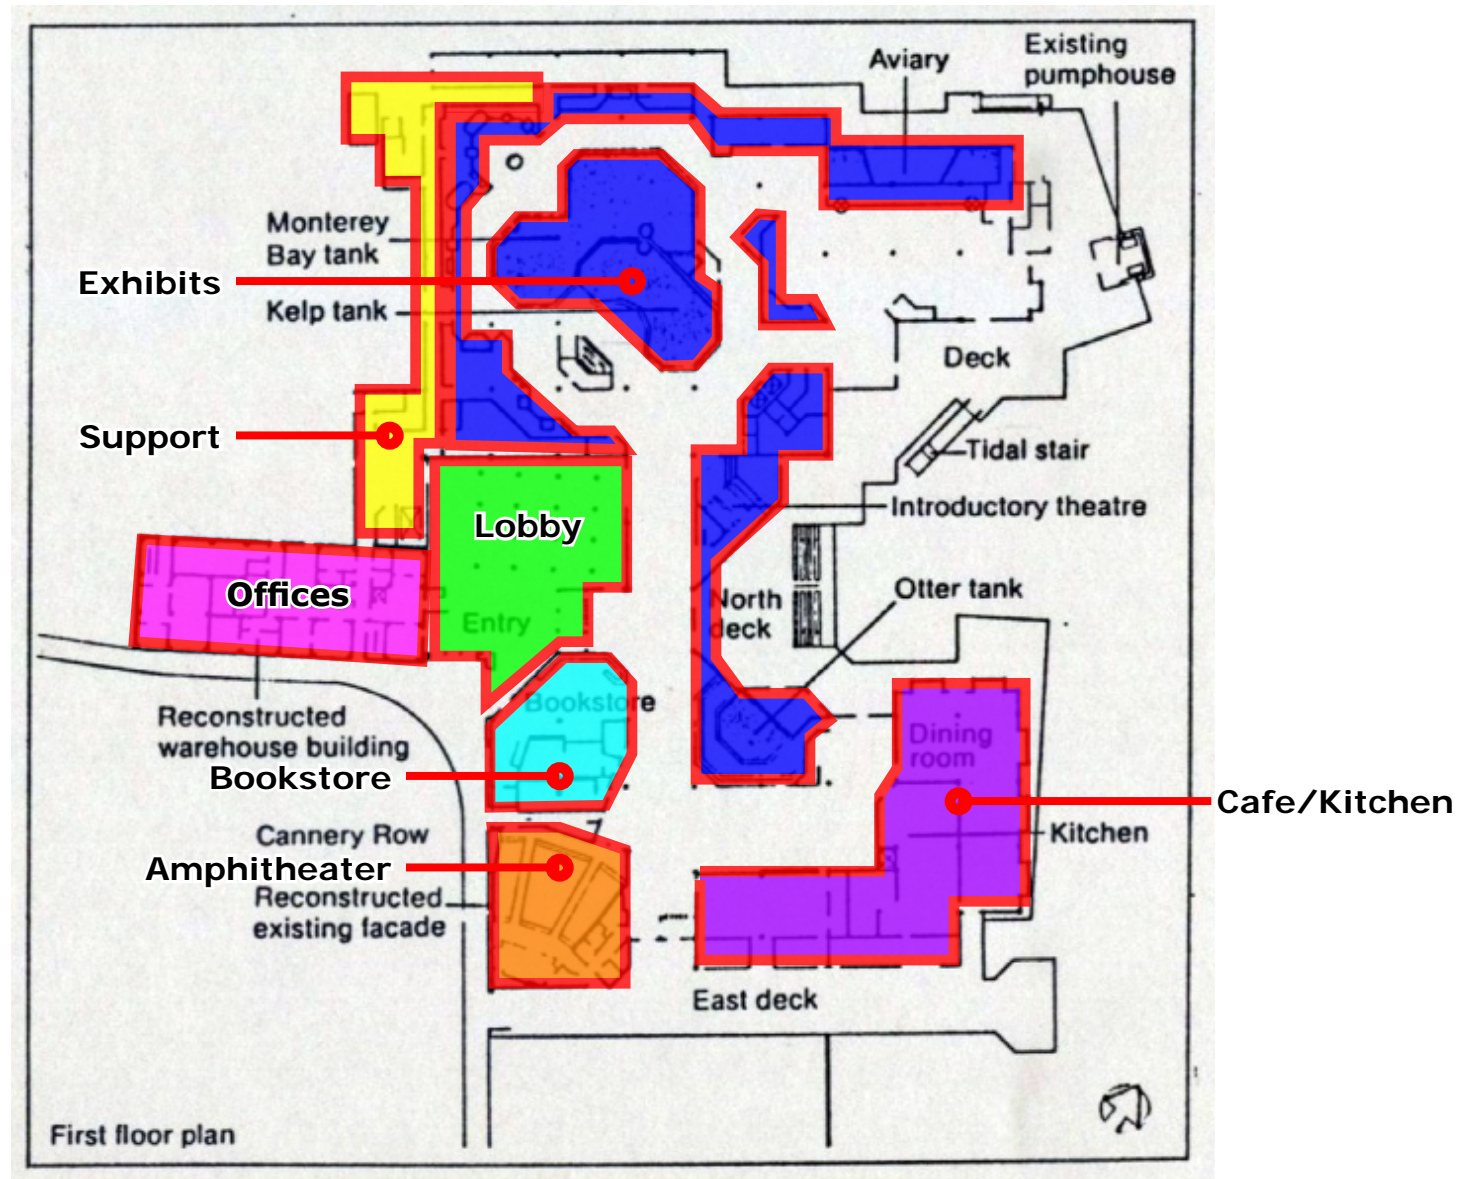 Existing
pumphouse
Aviary
Monterey
Bay tank
Exhibits
Kelp tank
Deck
Support
Tidal stair
Introductory theatre
Lobby
Offices
Otter tank
North
deck
Entry
Bookstore
Reconstructed
warehouse building
Dining
room
Bookstore
Cafe/Kitchen
Cannery Row
Kitchen
Amphitheater
Reconstructed
existing facade
East deck
First floor plan